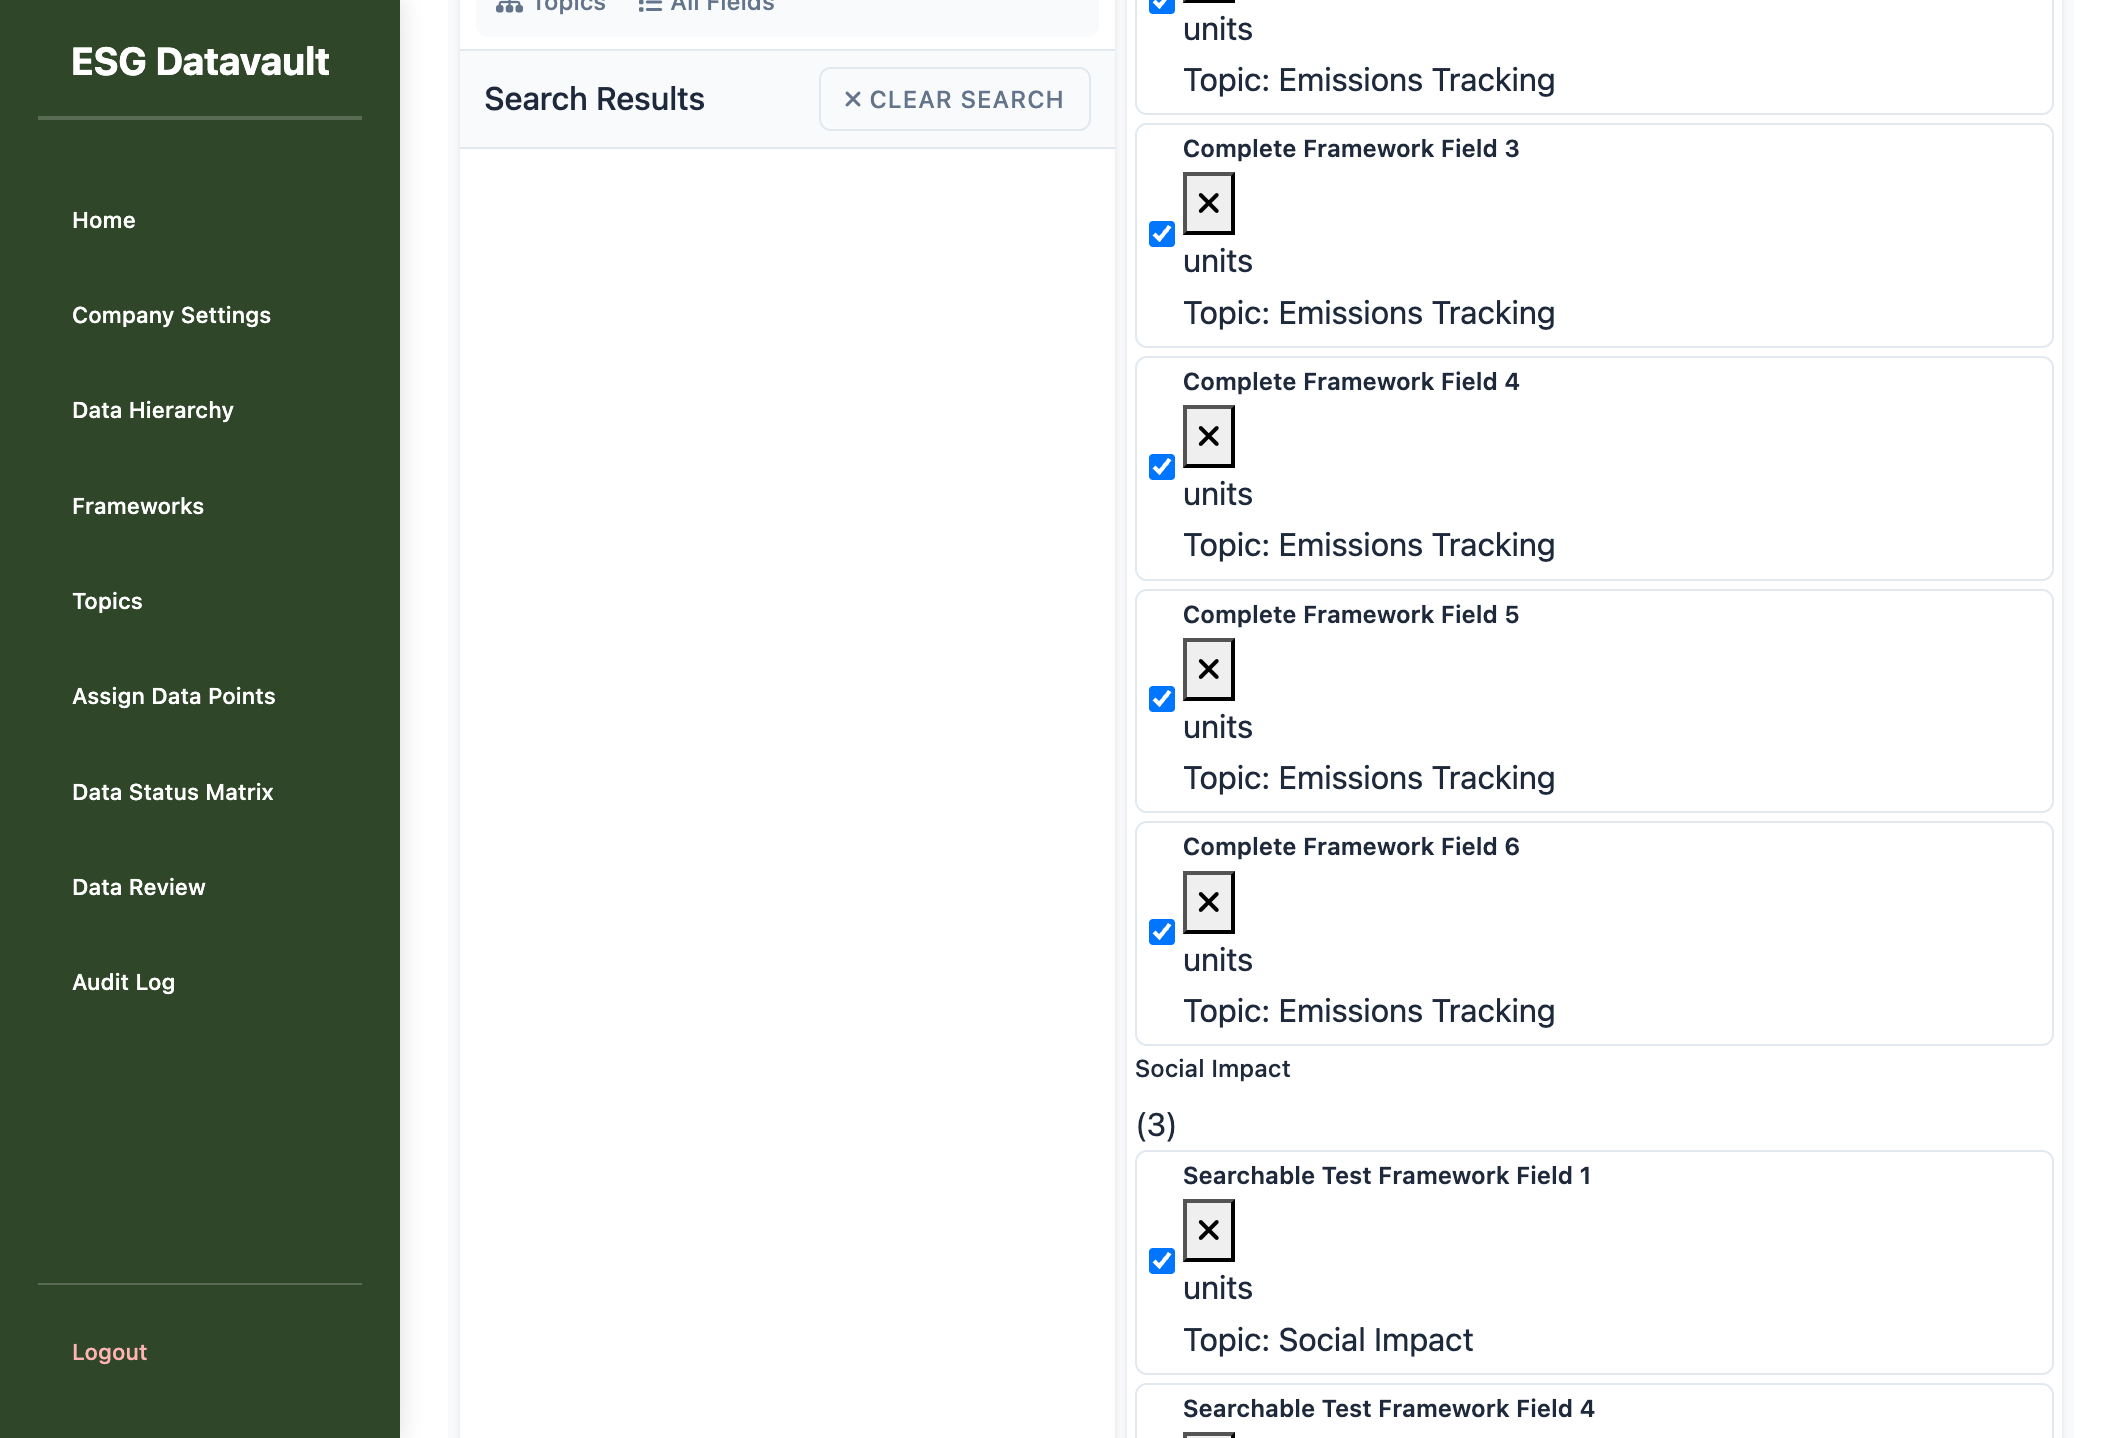 ESG Datavault
Home
Company Settings
Data Hierarchy
Frameworks
Topics
Assign Data Points
Data Status Matrix
Data Review
Audit Log
Logout
Topics
All Fields
Search Results
CLEAR SEARCH
units
Topic: Emissions Tracking
Complete Framework Field 3
units
Topic: Emissions Tracking
Complete Framework Field 4
units
Topic: Emissions Tracking
Complete Framework Field 5
units
Topic: Emissions Tracking
Complete Framework Field 6
units
Topic: Emissions Tracking
Social Impact
(3)
Searchable Test Framework Field 1
units
Topic: Social Impact
Searchable Test Framework Field 4